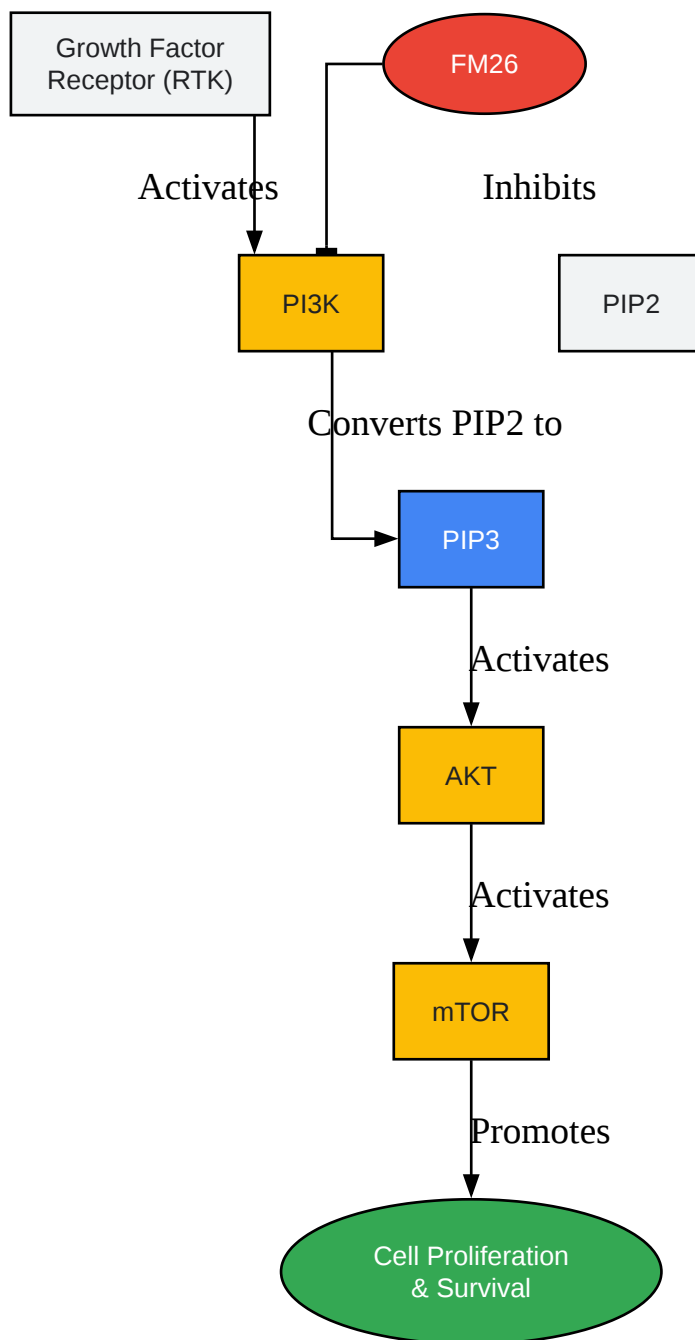 Growth Factor
Receptor (RTK)
FM26
Activates
Inhibits
PI3K
PIP2
Converts PIP2 to
PIP3
Activates
AKT
Activates
mTOR
Promotes
Cell Proliferation
& Survival